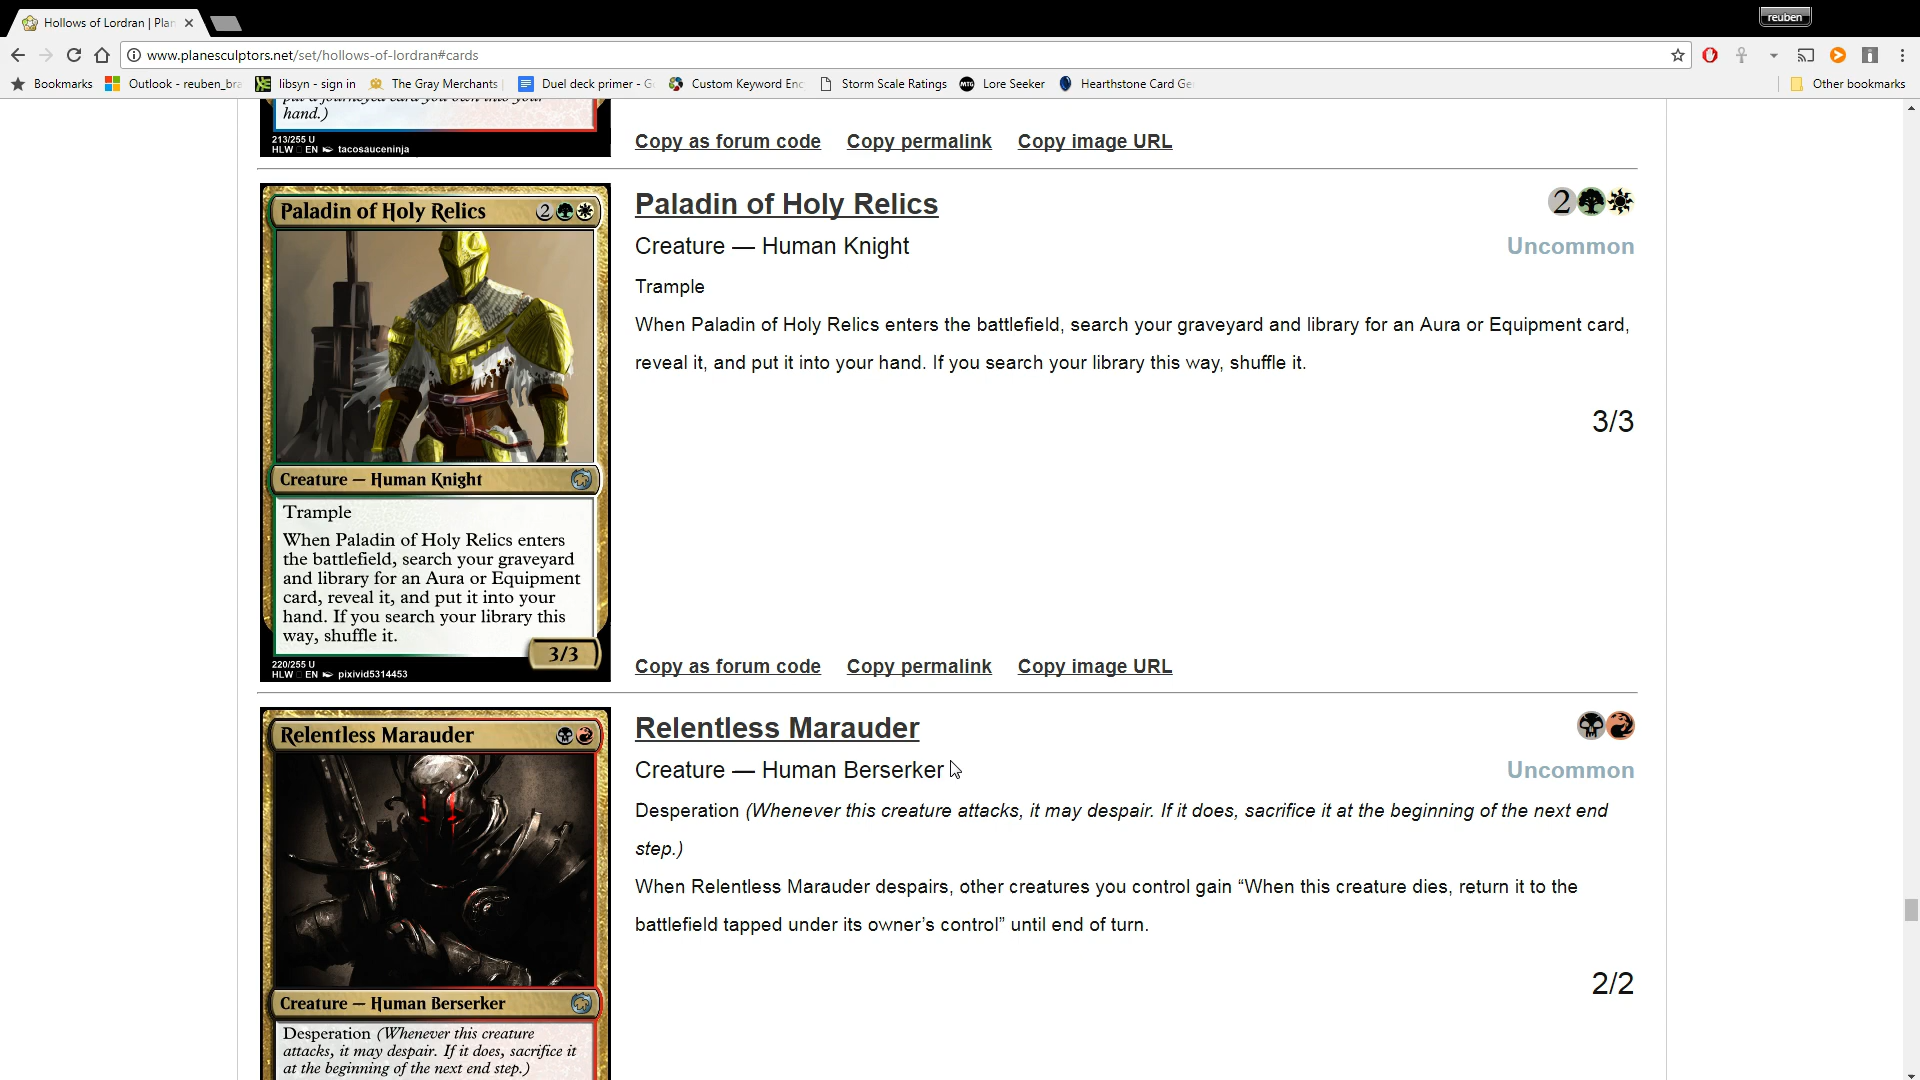 Hollows of Lordran | Plan
reuben
www.planesculptors.net/set/hollows-of-lordran#cards
Bookmarks
Outlook - reuben_bra
libsyn - sign in
The Gray Merchants
Duel deck primer - G
Custom Keyword Enc
Storm Scale Ratings
MTG
Lore Seeker
Hearthstone Card Ge
Other bookmarks
put a journeyed card you own into your
hand.)
213/255 U
HLW EN tacosauceninja
Copy as forum code Copy permalink Copy image URL
Paladin of Holy Relics 2
Creature — Human Knight
Trample
When Paladin of Holy Relics enters
the battlefield, search your graveyard
and library for an Aura or Equipment
card, reveal it, and put it into your
hand. If you search your library this
way, shuffle it.
3/3
220/255 U
HLW EN pixivid5314453
Paladin of Holy Relics 2
Creature — Human Knight Uncommon
Trample
When Paladin of Holy Relics enters the battlefield, search your graveyard and library for an Aura or Equipment card,
reveal it, and put it into your hand. If you search your library this way, shuffle it.
3/3
Copy as forum code Copy permalink Copy image URL
Relentless Marauder
Creature — Human Berserker
Desperation (Whenever this creature
attacks, it may despair. If it does, sacrifice it
at the beginning of the next end step.)
Relentless Marauder
Creature — Human Berserker Uncommon
Desperation (Whenever this creature attacks, it may despair. If it does, sacrifice it at the beginning of the next end
step.)
When Relentless Marauder despairs, other creatures you control gain “When this creature dies, return it to the
battlefield tapped under its owner’s control” until end of turn.
2/2